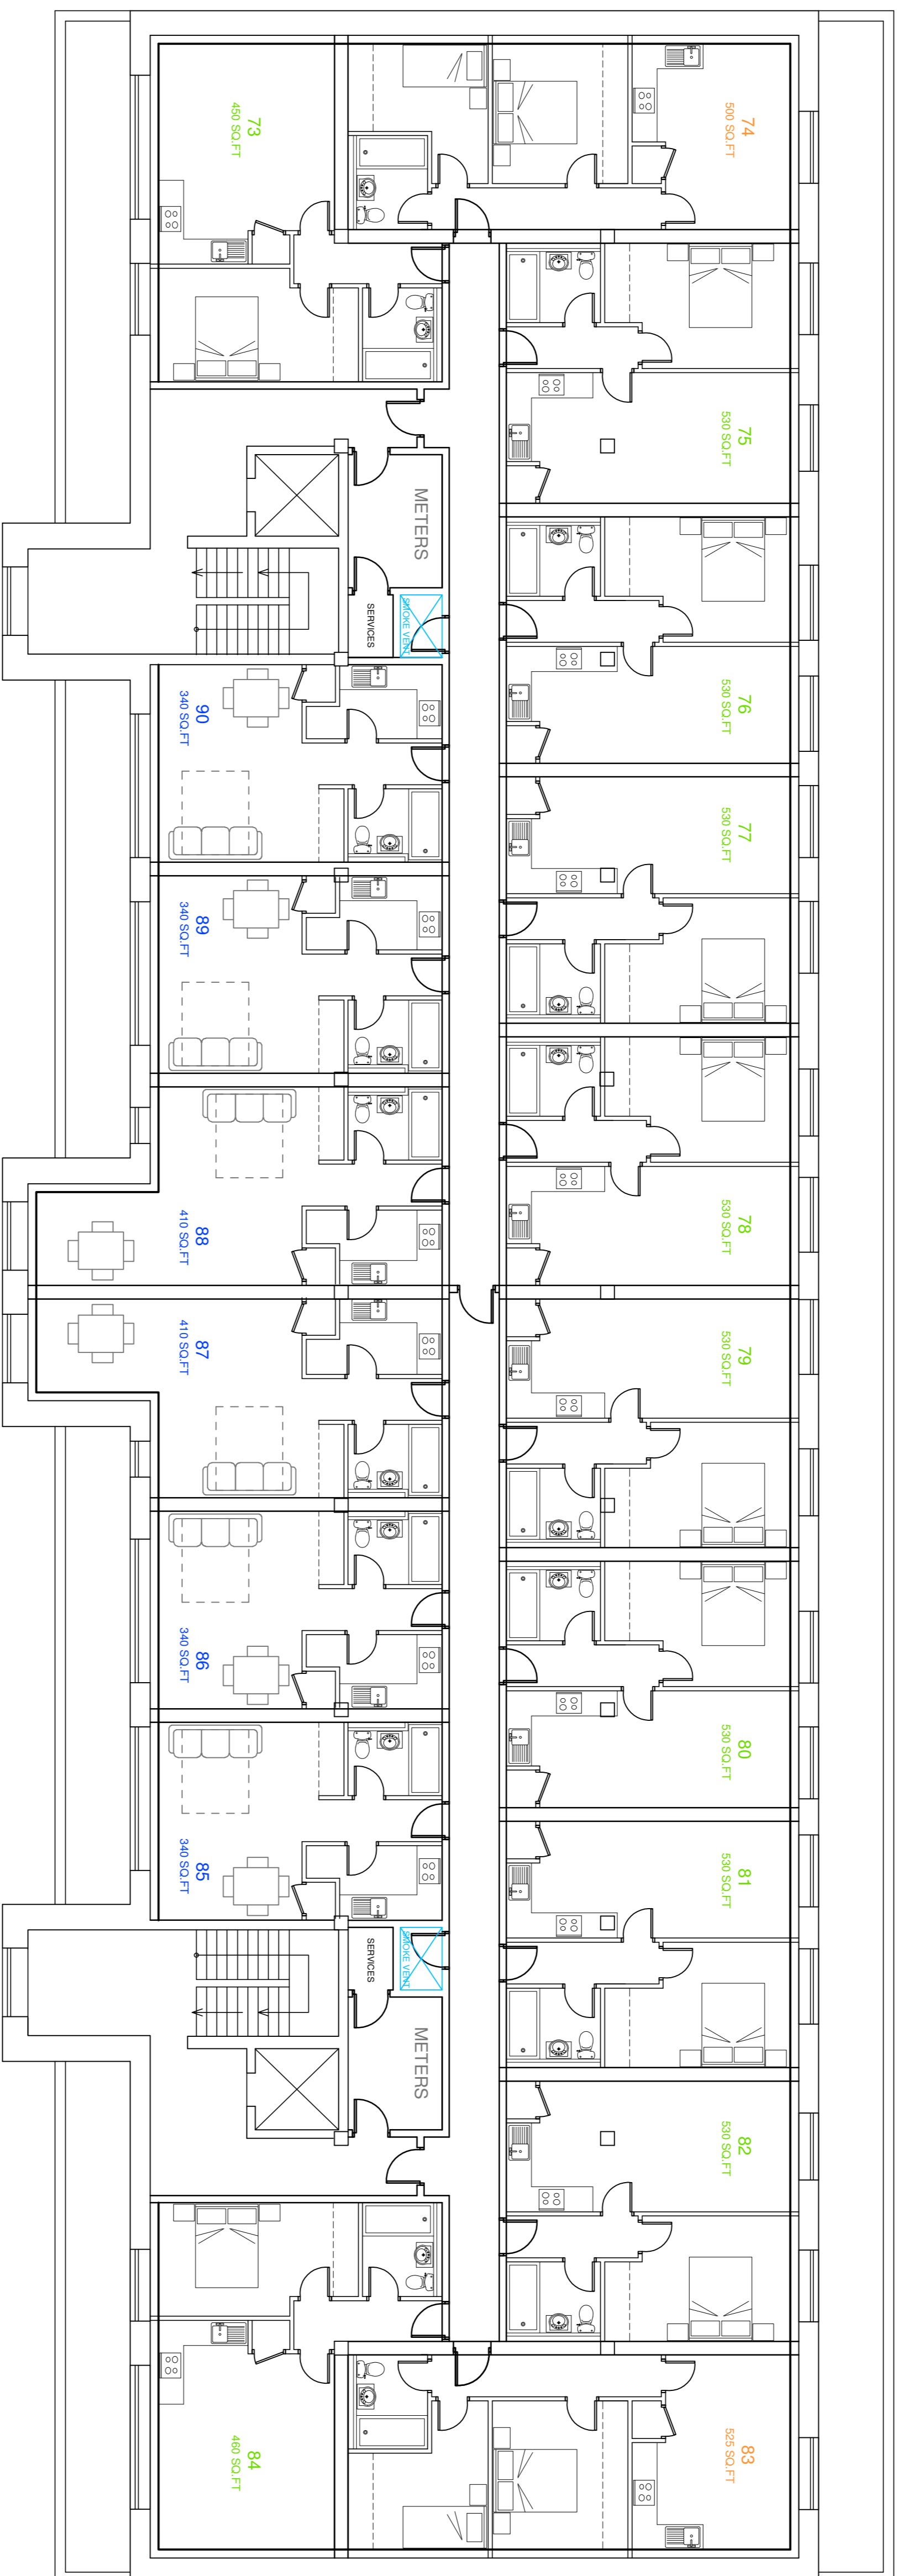 73
450 SQ.FT
74
500 SQ.FT
75
530 SQ.FT
METERS
SERVICES
SMOKE VENT
76
530 SQ.FT
90
340 SQ.FT
77
530 SQ.FT
89
340 SQ.FT
78
530 SQ.FT
88
410 SQ.FT
79
530 SQ.FT
87
410 SQ.FT
80
530 SQ.FT
86
340 SQ.FT
81
530 SQ.FT
85
340 SQ.FT
SERVICES
SMOKE VENT
METERS
82
530 SQ.FT
83
525 SQ.FT
84
460 SQ.FT